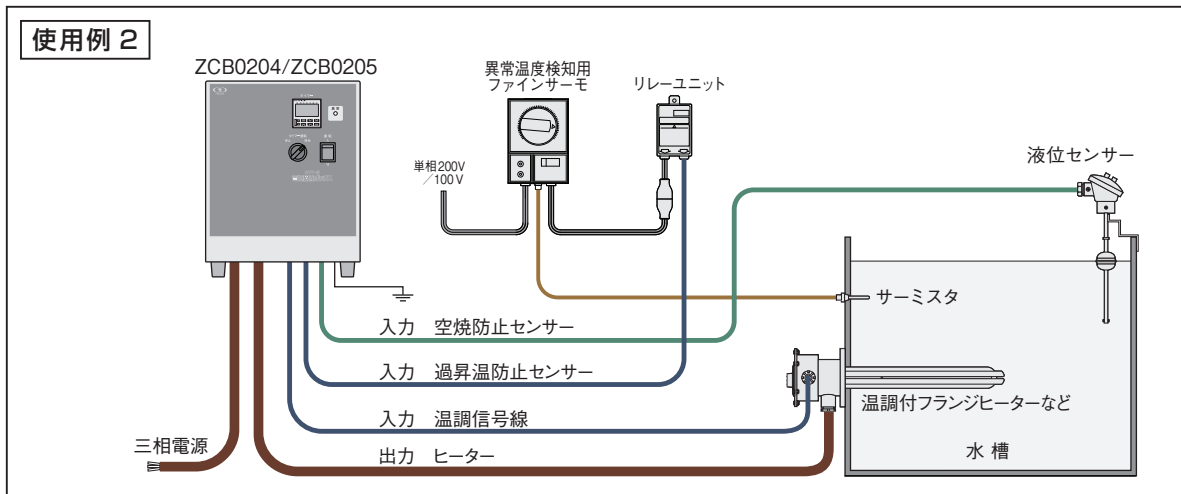 使用例 2
ZCB0204/ZCB0205
異常温度検知用
ファインサーモ
リレーユニット
単相200V
／100V
液位センサー
サーミスタ
入力 空焼防止センサー
入力 過昇温防止センサー
温調付フランジヒーターなど
入力 温調信号線
三相電源
出力 ヒーター
水 槽